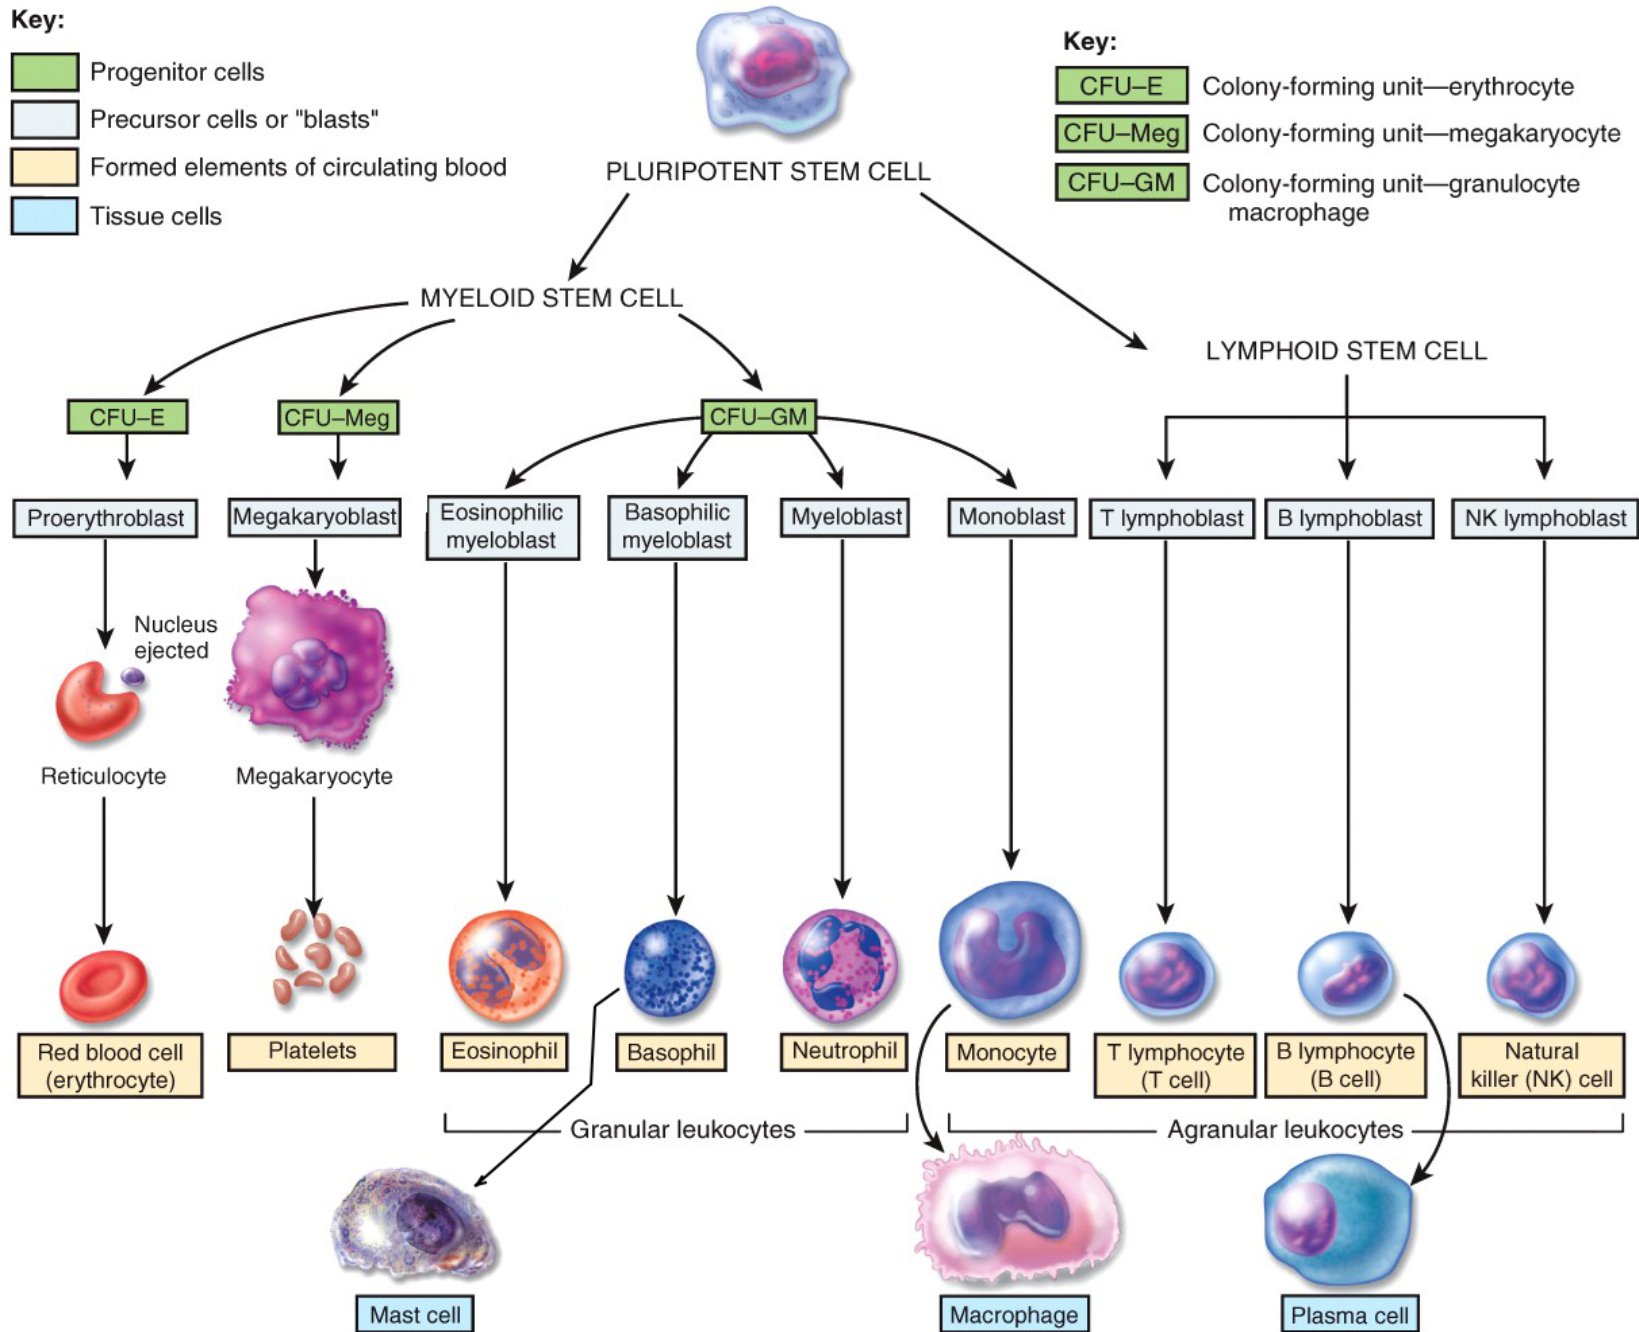 Key:
Progenitor cells
Precursor cells or "blasts"
Formed elements of circulating blood
Tissue cells
Key:
CFU–E Colony-forming unit—erythrocyte
CFU–Meg Colony-forming unit—megakaryocyte
CFU–GM Colony-forming unit—granulocyte
macrophage
PLURIPOTENT STEM CELL
MYELOID STEM CELL
LYMPHOID STEM CELL
CFU–E
CFU–Meg
CFU–GM
Proerythroblast
Megakaryoblast
Eosinophilic
myeloblast
Basophilic
myeloblast
Myeloblast
Monoblast
T lymphoblast
B lymphoblast
NK lymphoblast
Nucleus
ejected
Reticulocyte
Megakaryocyte
Red blood cell
(erythrocyte)
Platelets
Eosinophil
Basophil
Neutrophil
Monocyte
T lymphocyte
(T cell)
B lymphocyte
(B cell)
Natural
killer (NK) cell
Granular leukocytes
Agranular leukocytes
Mast cell
Macrophage
Plasma cell